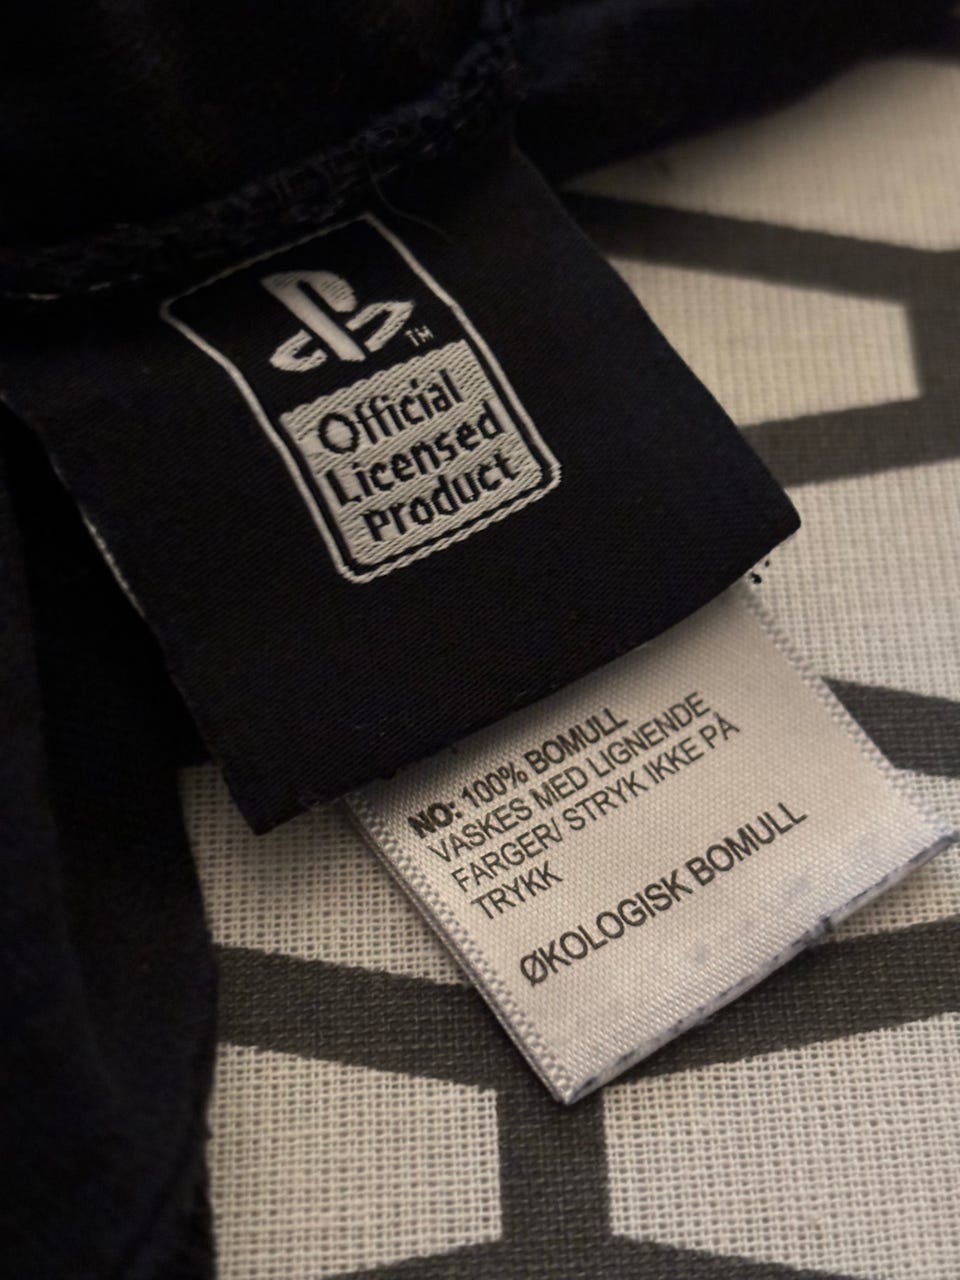 TM
Official
Licensed
Product
NO: 100% BOMULL
VASKES MED LIGNENDE
FARGER/ STRYK IKKE PÅ
TRYKK
ØKOLOGISK BOMULL